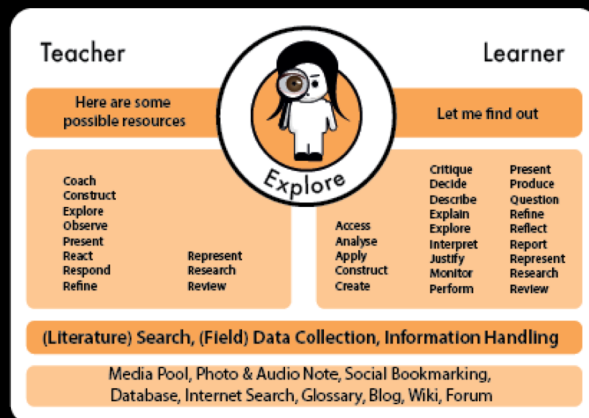 Teacher
Learner
Here are some
possible resources
Let me find out
Explore
Coach
Construct
Explore
Observe
Present
React
Respond
Refine
Represent
Research
Review
Access
Analyse
Apply
Construct
Create
Critique
Decide
Describe
Explain
Explore
Interpret
Justify
Monitor
Perform
Present
Produce
Question
Refine
Reflect
Report
Represent
Research
Review
(Literature) Search, (Field) Data Collection, Information Handling
Media Pool, Photo & Audio Note, Social Bookmarking,
Database, Internet Search, Glossary, Blog, Wiki, Forum